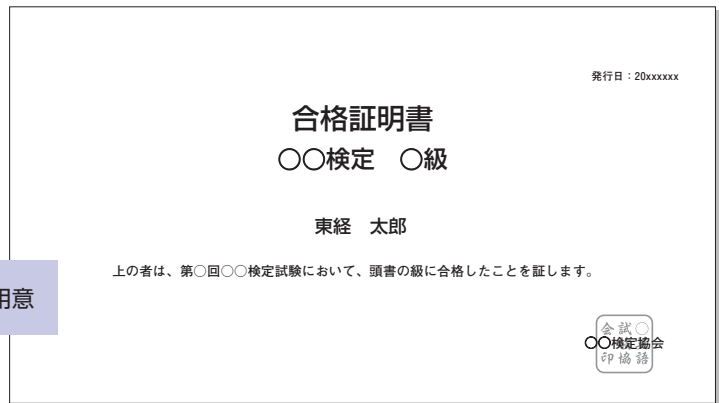 発行日：20xxxxxx
合格証明書
○○検定　○級
東経　太郎
上の者は、第○回○○検定試験において、頭書の級に合格したことを証します。
用意
○○検定協会